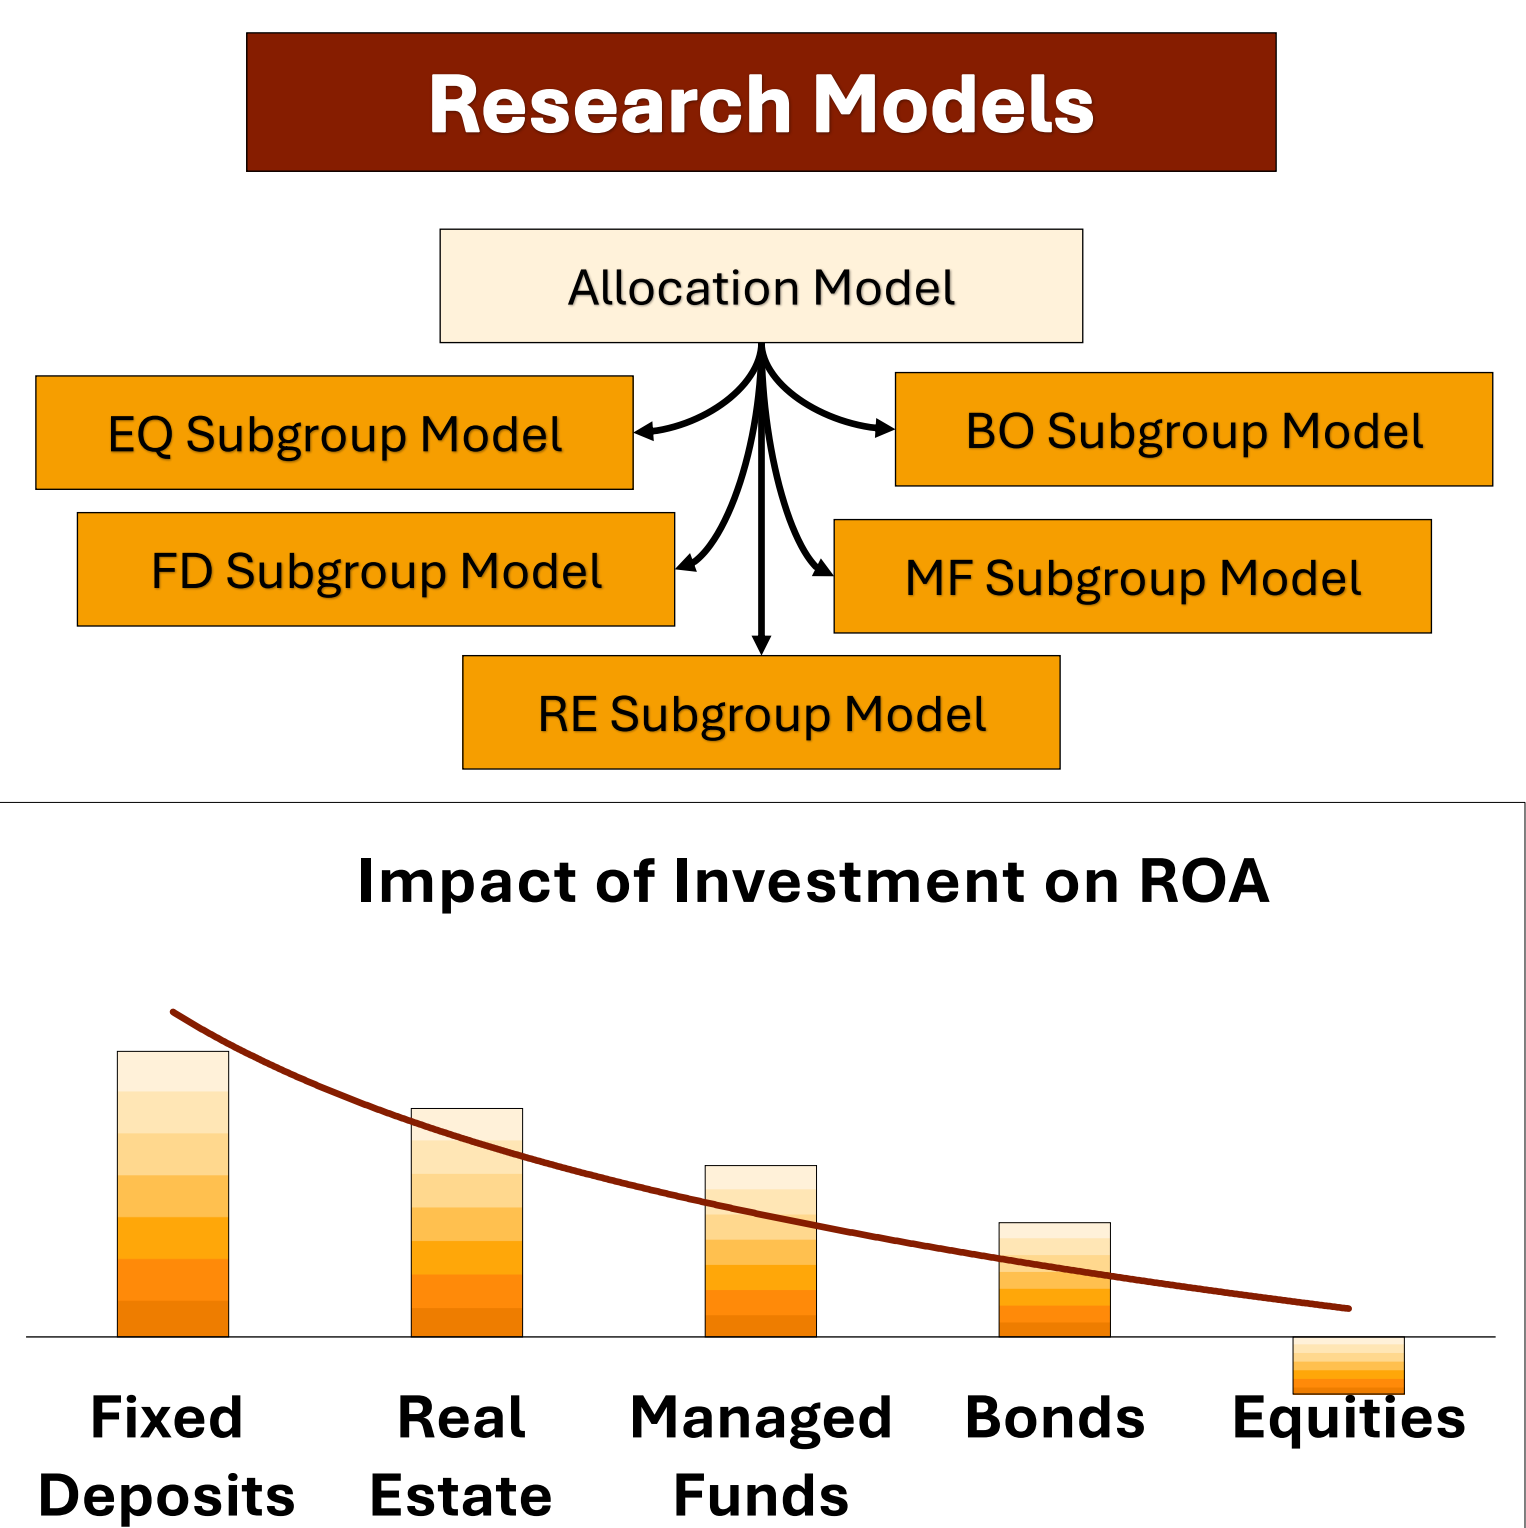 Research Models
Allocation Model
EQ Subgroup Model
BO Subgroup Model
FD Subgroup Model
MF Subgroup Model
RE Subgroup Model
Impact of Investment on ROA
Fixed
Deposits
Real
Estate
Managed
Funds
Bonds
Equities